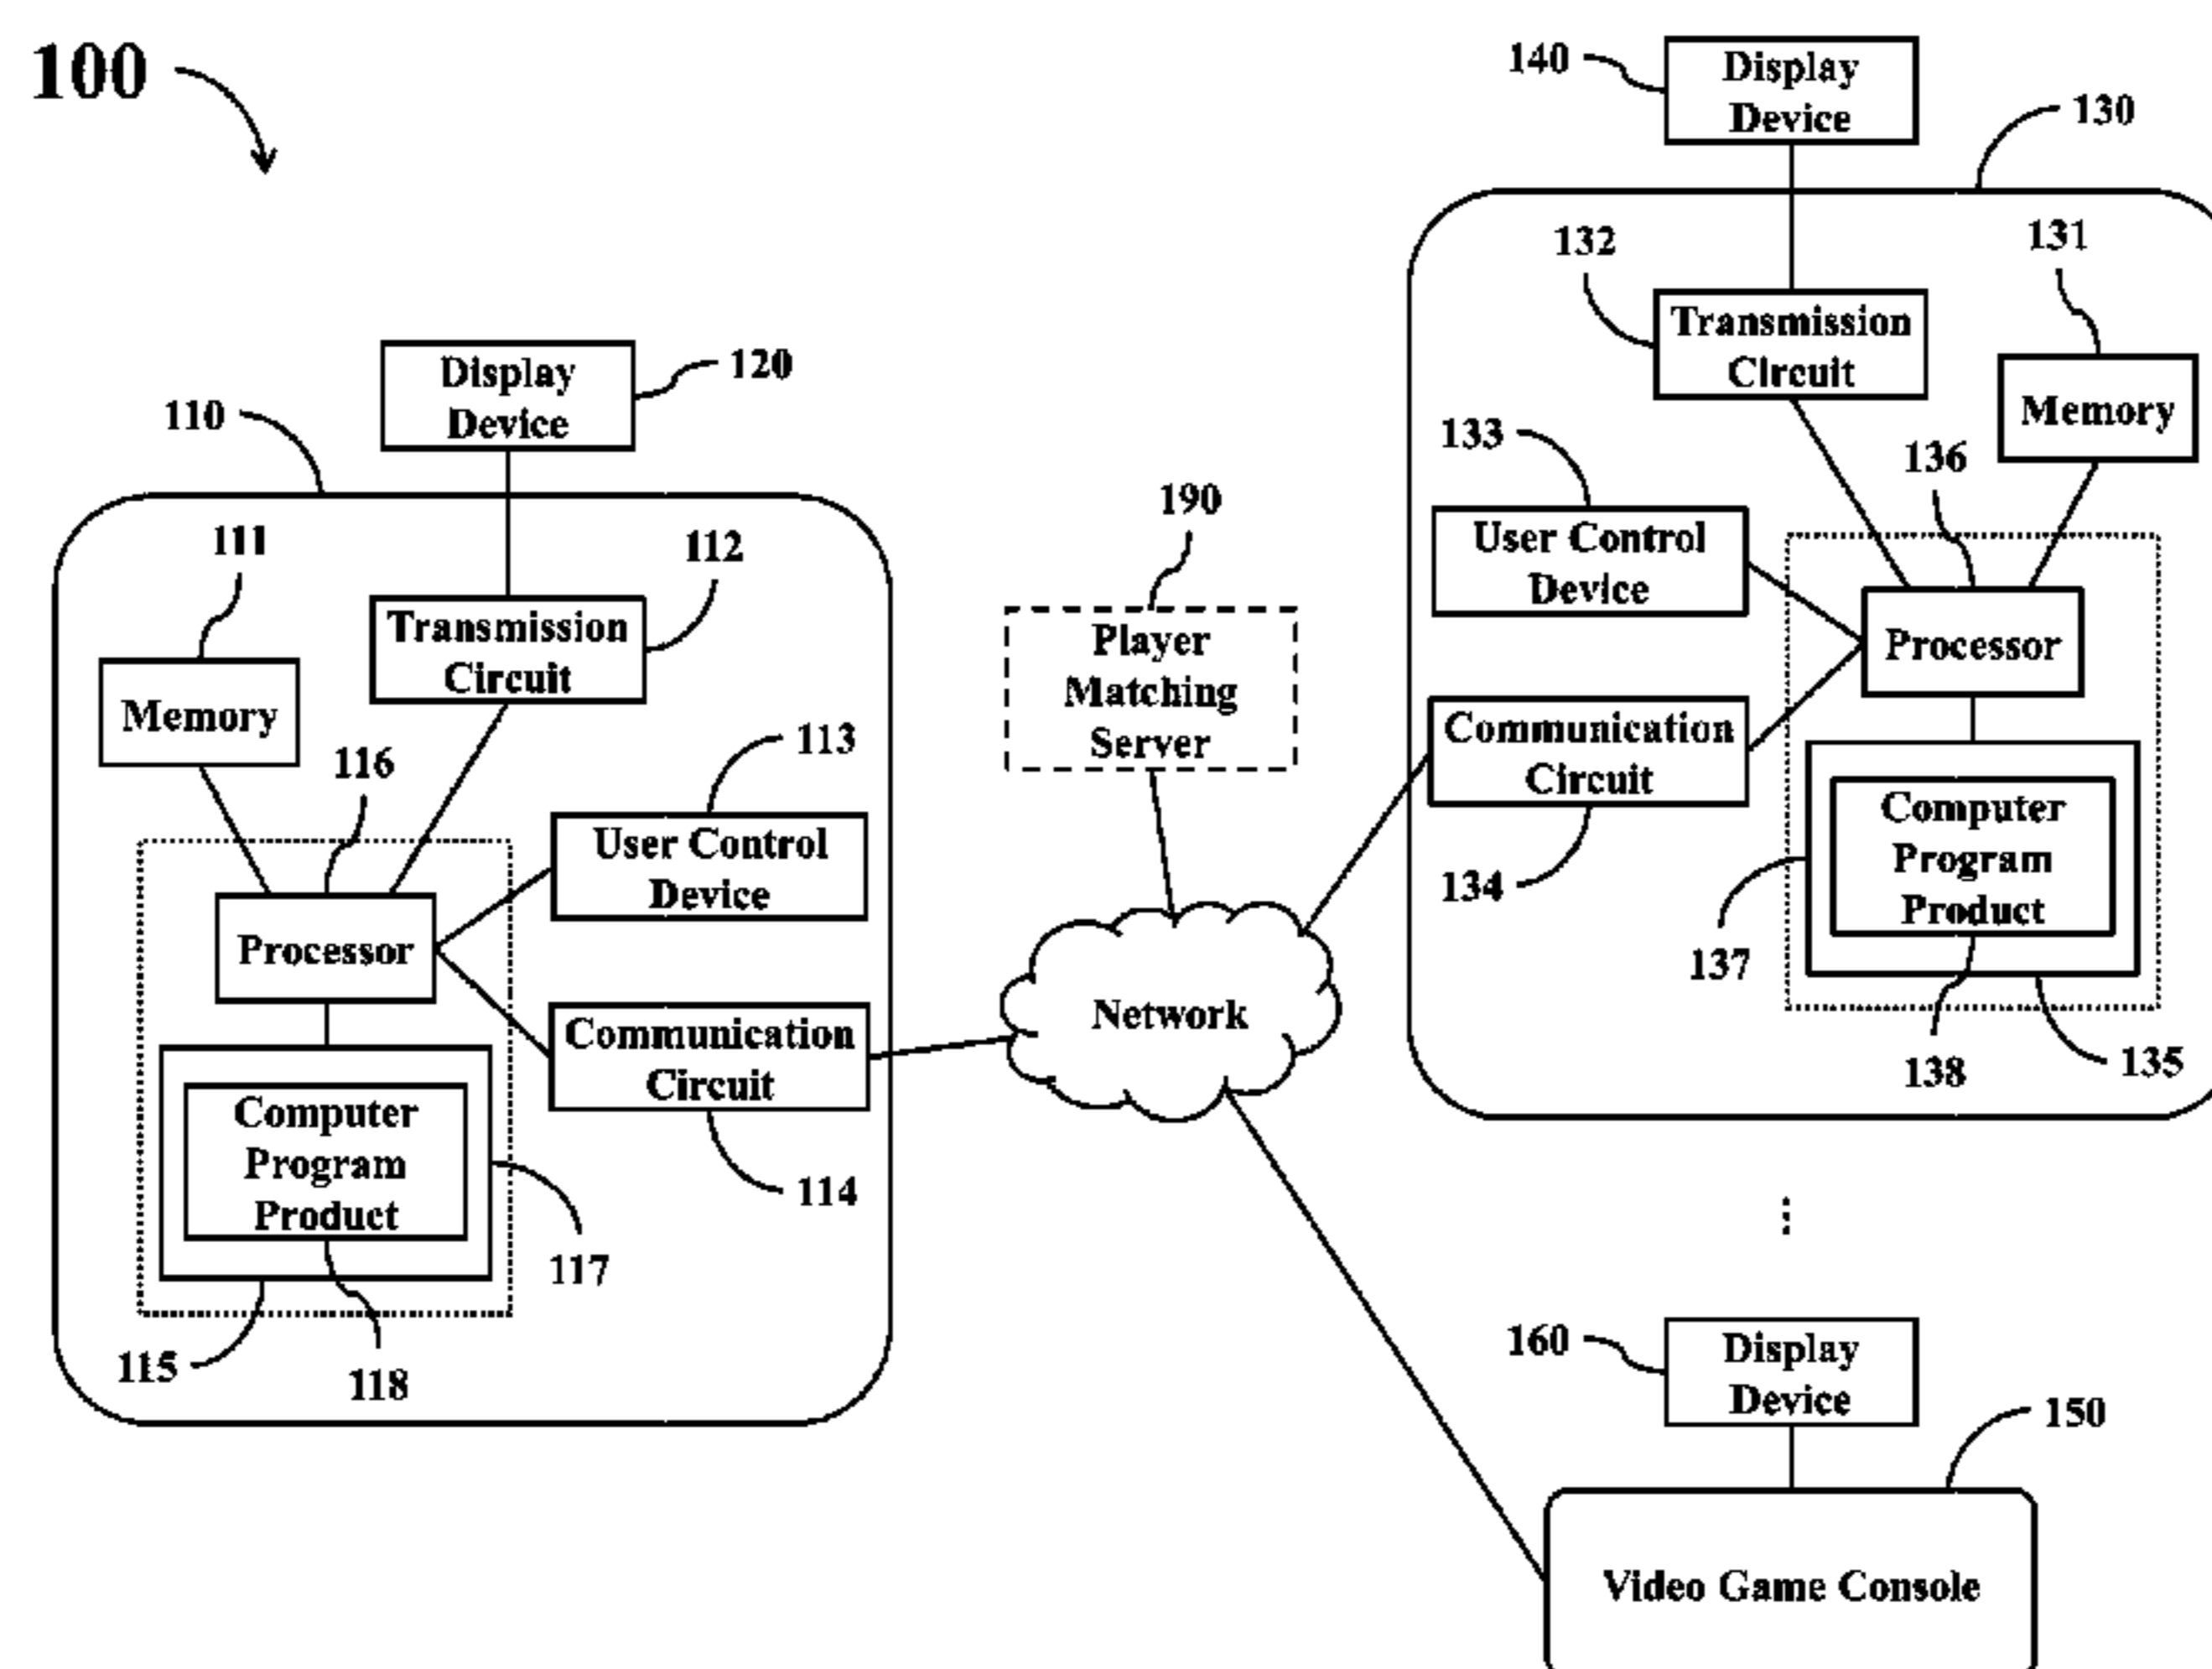 100
140
Display
Device
130
132
131
Transmission
Circuit
Memory
133
136
User Control
Device
Processor
Communication
Circuit
134
Computer
Program
Product
137
138
135
Display
Device
120
110
111
112
Transmission
Circuit
Memory
116
113
User Control
Device
Processor
Communication
Circuit
114
Computer
Program
Product
117
115
118
190
Player
Matching
Server
Network
⋮
160
Display
Device
150
Video Game Console